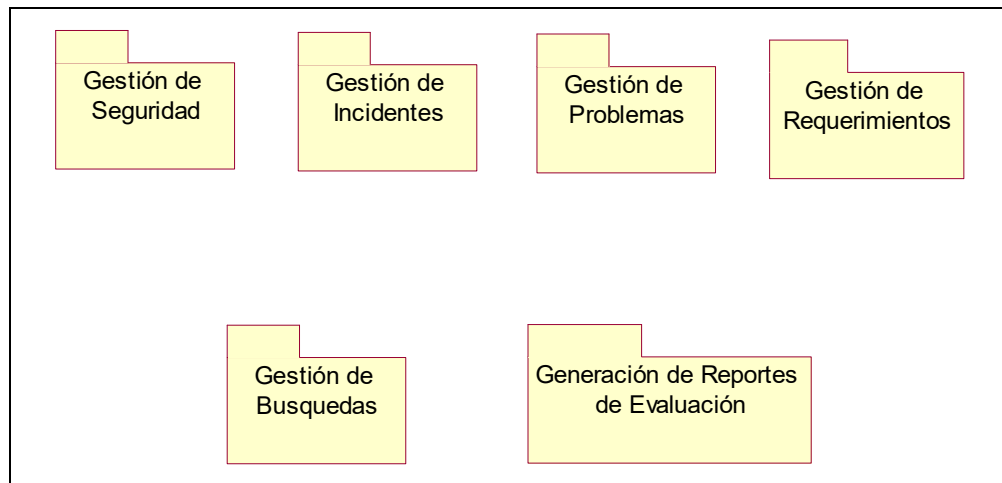 Gestión de
Seguridad
Gestión de
Incidentes
Gestión de
Problemas
Gestión de
Requerimientos
Gestión de
Busquedas
Generación de Reportes
de Evaluación